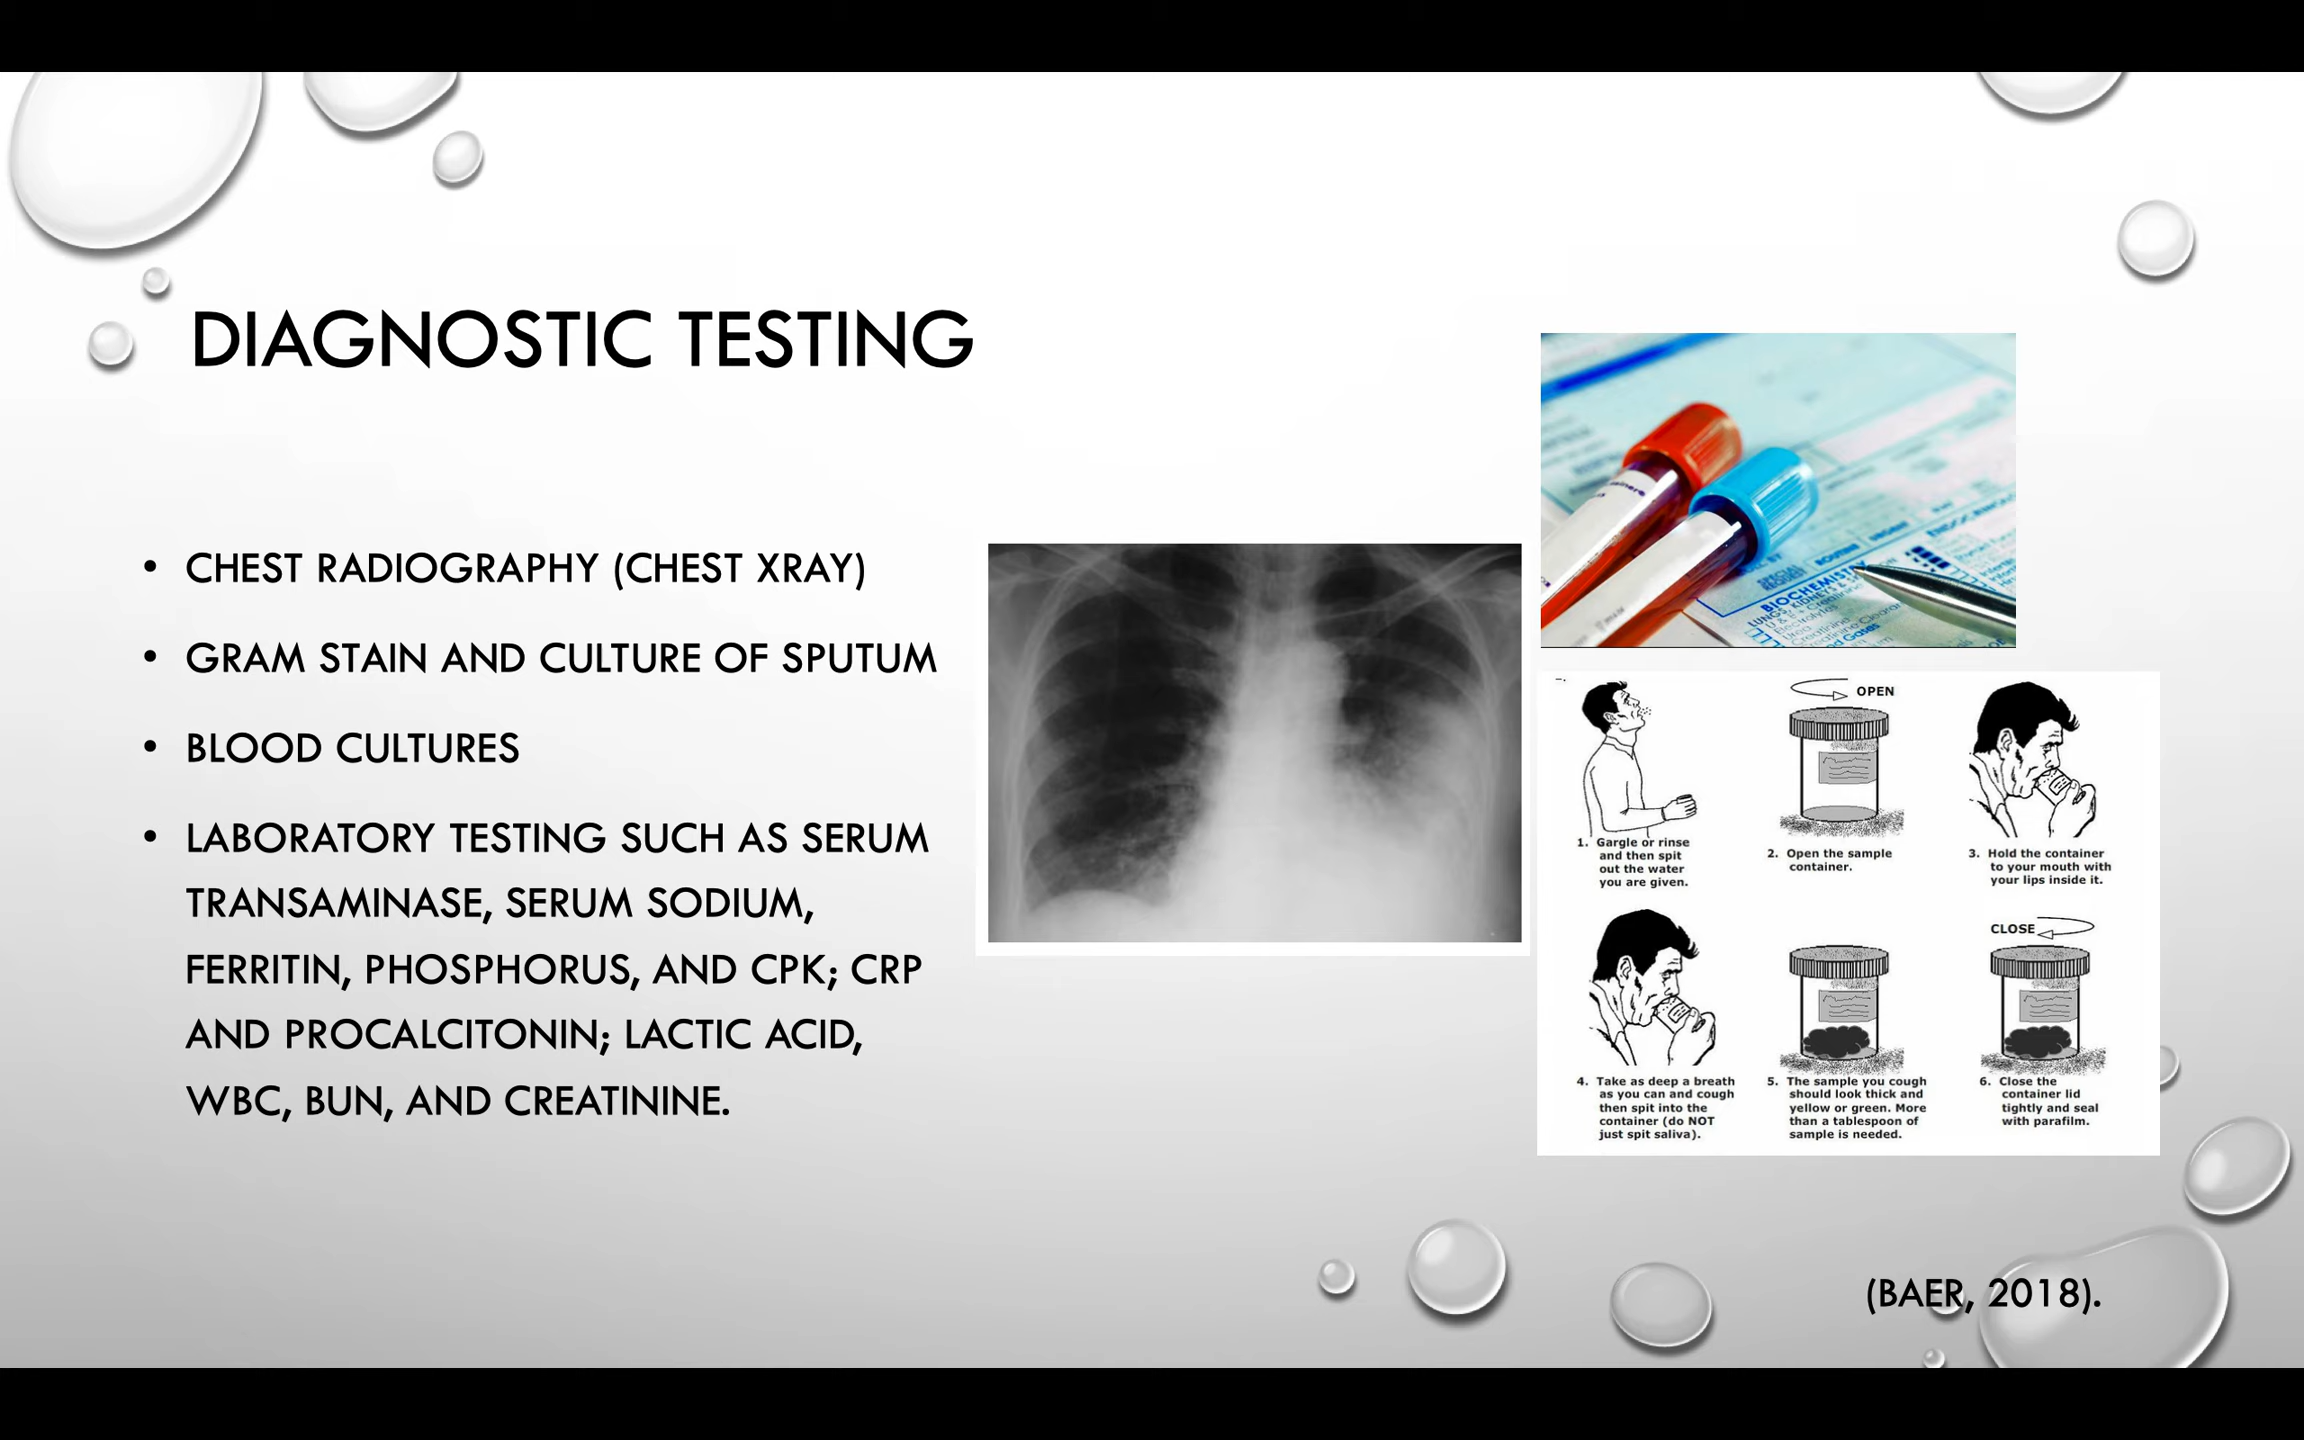 DIAGNOSTIC TESTING
• CHEST RADIOGRAPHY (CHEST XRAY)
• GRAM STAIN AND CULTURE OF SPUTUM
• BLOOD CULTURES
• LABORATORY TESTING SUCH AS SERUM
TRANSAMINASE, SERUM SODIUM,
FERRITIN, PHOSPHORUS, AND CPK; CRP
AND PROCALCITONIN; LACTIC ACID,
WBC, BUN, AND CREATININE.
BIOCHEMISTRY
LUNGS KIDNEYS
Electrolytes
Urea
Creatinine
OPEN
1. Gargle or rinse
and then spit
out the water
you are given.
2. Open the sample
container.
3. Hold the container
to your mouth with
your lips inside it.
CLOSE
4. Take as deep a breath
as you can and cough
then spit into the
container (do NOT
just spit saliva).
5. The sample you cough
should look thick and
yellow or green. More
than a tablespoon of
sample is needed.
6. Close the
container lid
tightly and seal
with parafilm.
(BAER, 2018).